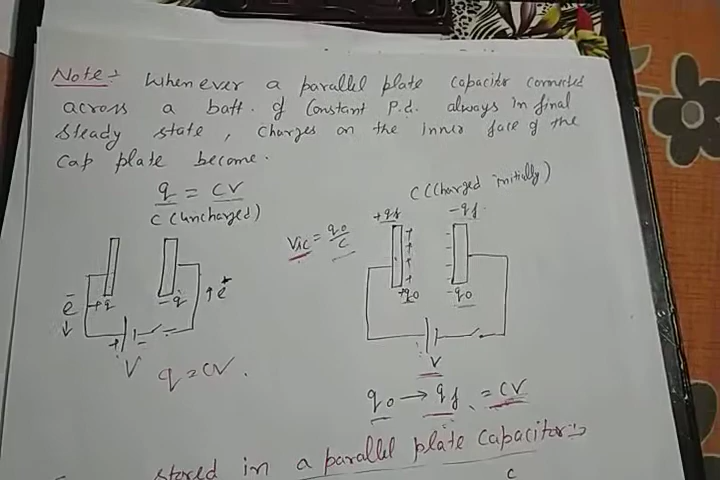 Note:- Whenever a parallel plate capacitor connected
across a batt. of Constant P.d. always in final
steady state, charges on the inner face of the
cap plate become.
q = CV
C (uncharged)
C (Charged initially)
+qf -qf
VAC = q0/C
+q -q
+q0 -q0
e- e-
+ -
V
V
q = CV.
q0 → qf = CV
stored in a parallel plate capacitor:-
C